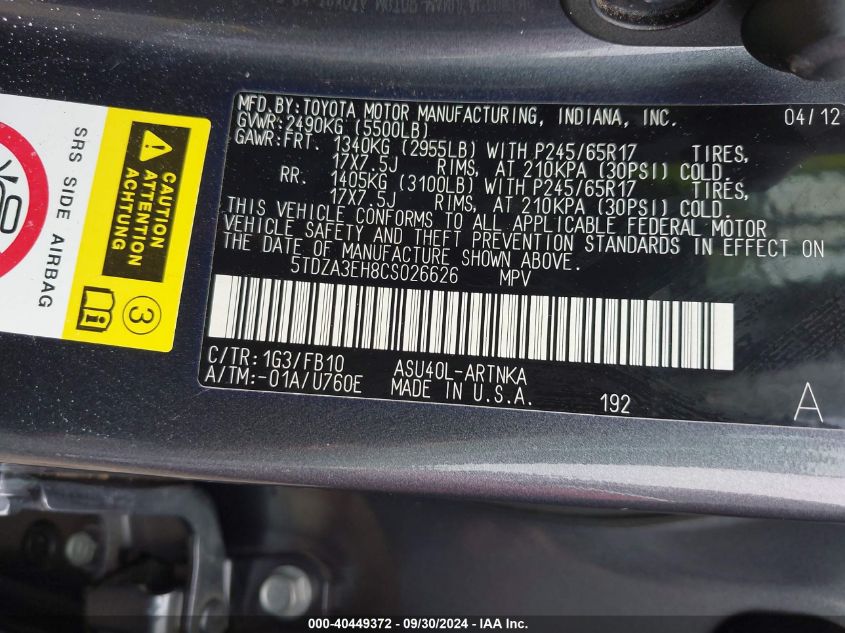 MFD.BY:TOYOTA MOTOR MANUFACTURING, INDIANA, INC. 04/12
GVWR:2490KG (5500LB)
GAWR:FRT. 1340KG (2955LB) WITH P245/65R17 TIRES,
17X7.5J RIMS, AT 210KPA (30PSI) COLD.
RR. 1405KG (3100LB) WITH P245/65R17 TIRES,
17X7.5J RIMS, AT 210KPA (30PSI) COLD.
THIS VEHICLE CONFORMS TO ALL APPLICABLE FEDERAL MOTOR
VEHICLE SAFETY AND THEFT PREVENTION STANDARDS IN EFFECT ON
THE DATE OF MANUFACTURE SHOWN ABOVE.
5TDZA3EH8CS026626 MPV
C/TR:1G3/FB10 ASU40L-ARTNKA
A/TM:-01A/U760E MADE IN U.S.A. 192 A
SRS SIDE AIRBAG
CAUTION
ATTENTION
ACHTUNG
3
000-40449372 - 09/30/2024 - IAAI.COM